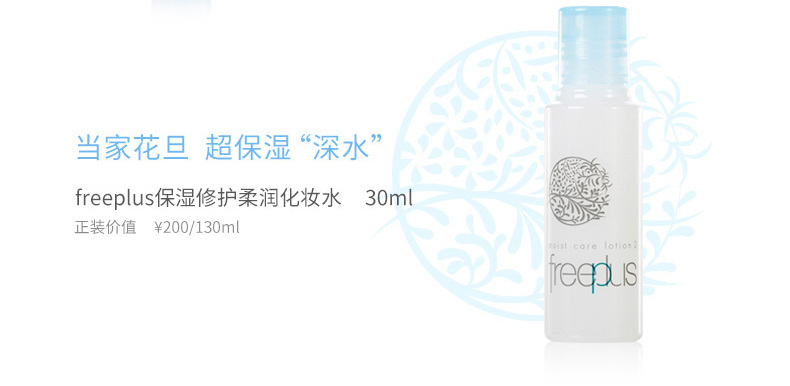 当家花旦 超保湿“深水”
freeplus保湿修护柔润化妆水 30ml
正装价值 ¥200/130ml
moist care lotion 2
freeplus